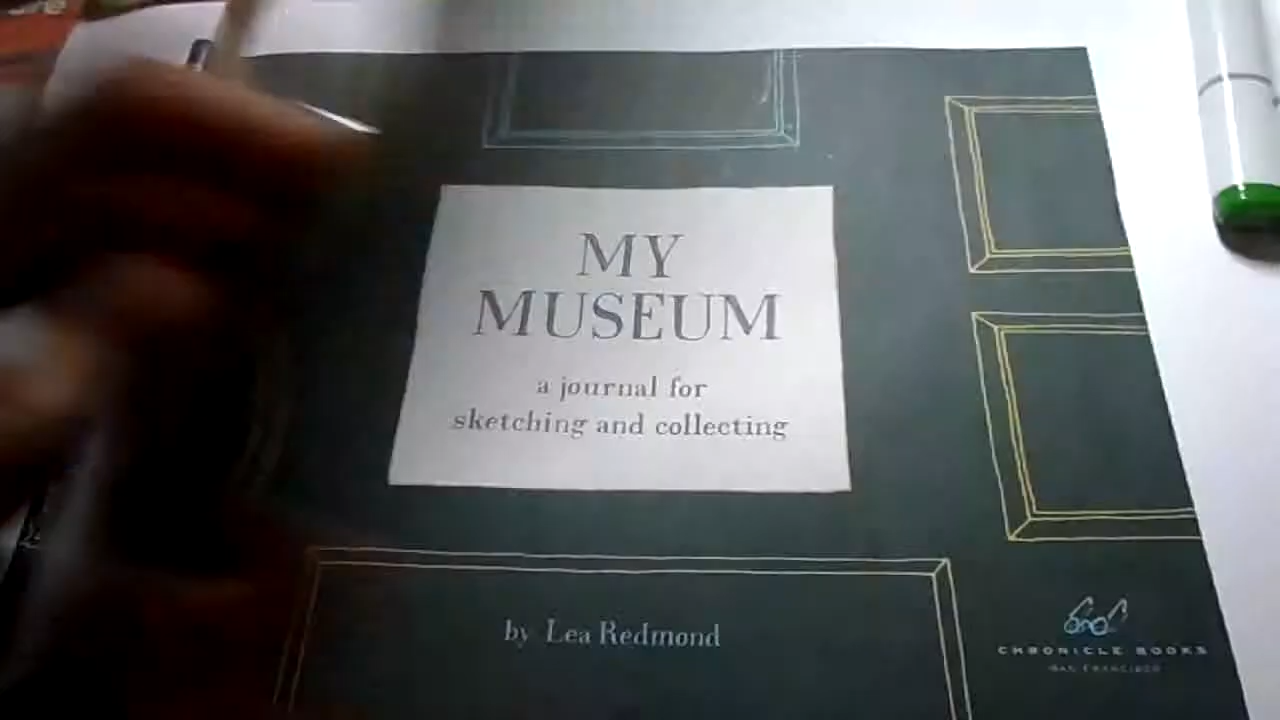 MY
MUSEUM
a journal for
sketching and collecting
by Lea Redmond
CHRONICLE BOOKS
SAN FRANCISCO